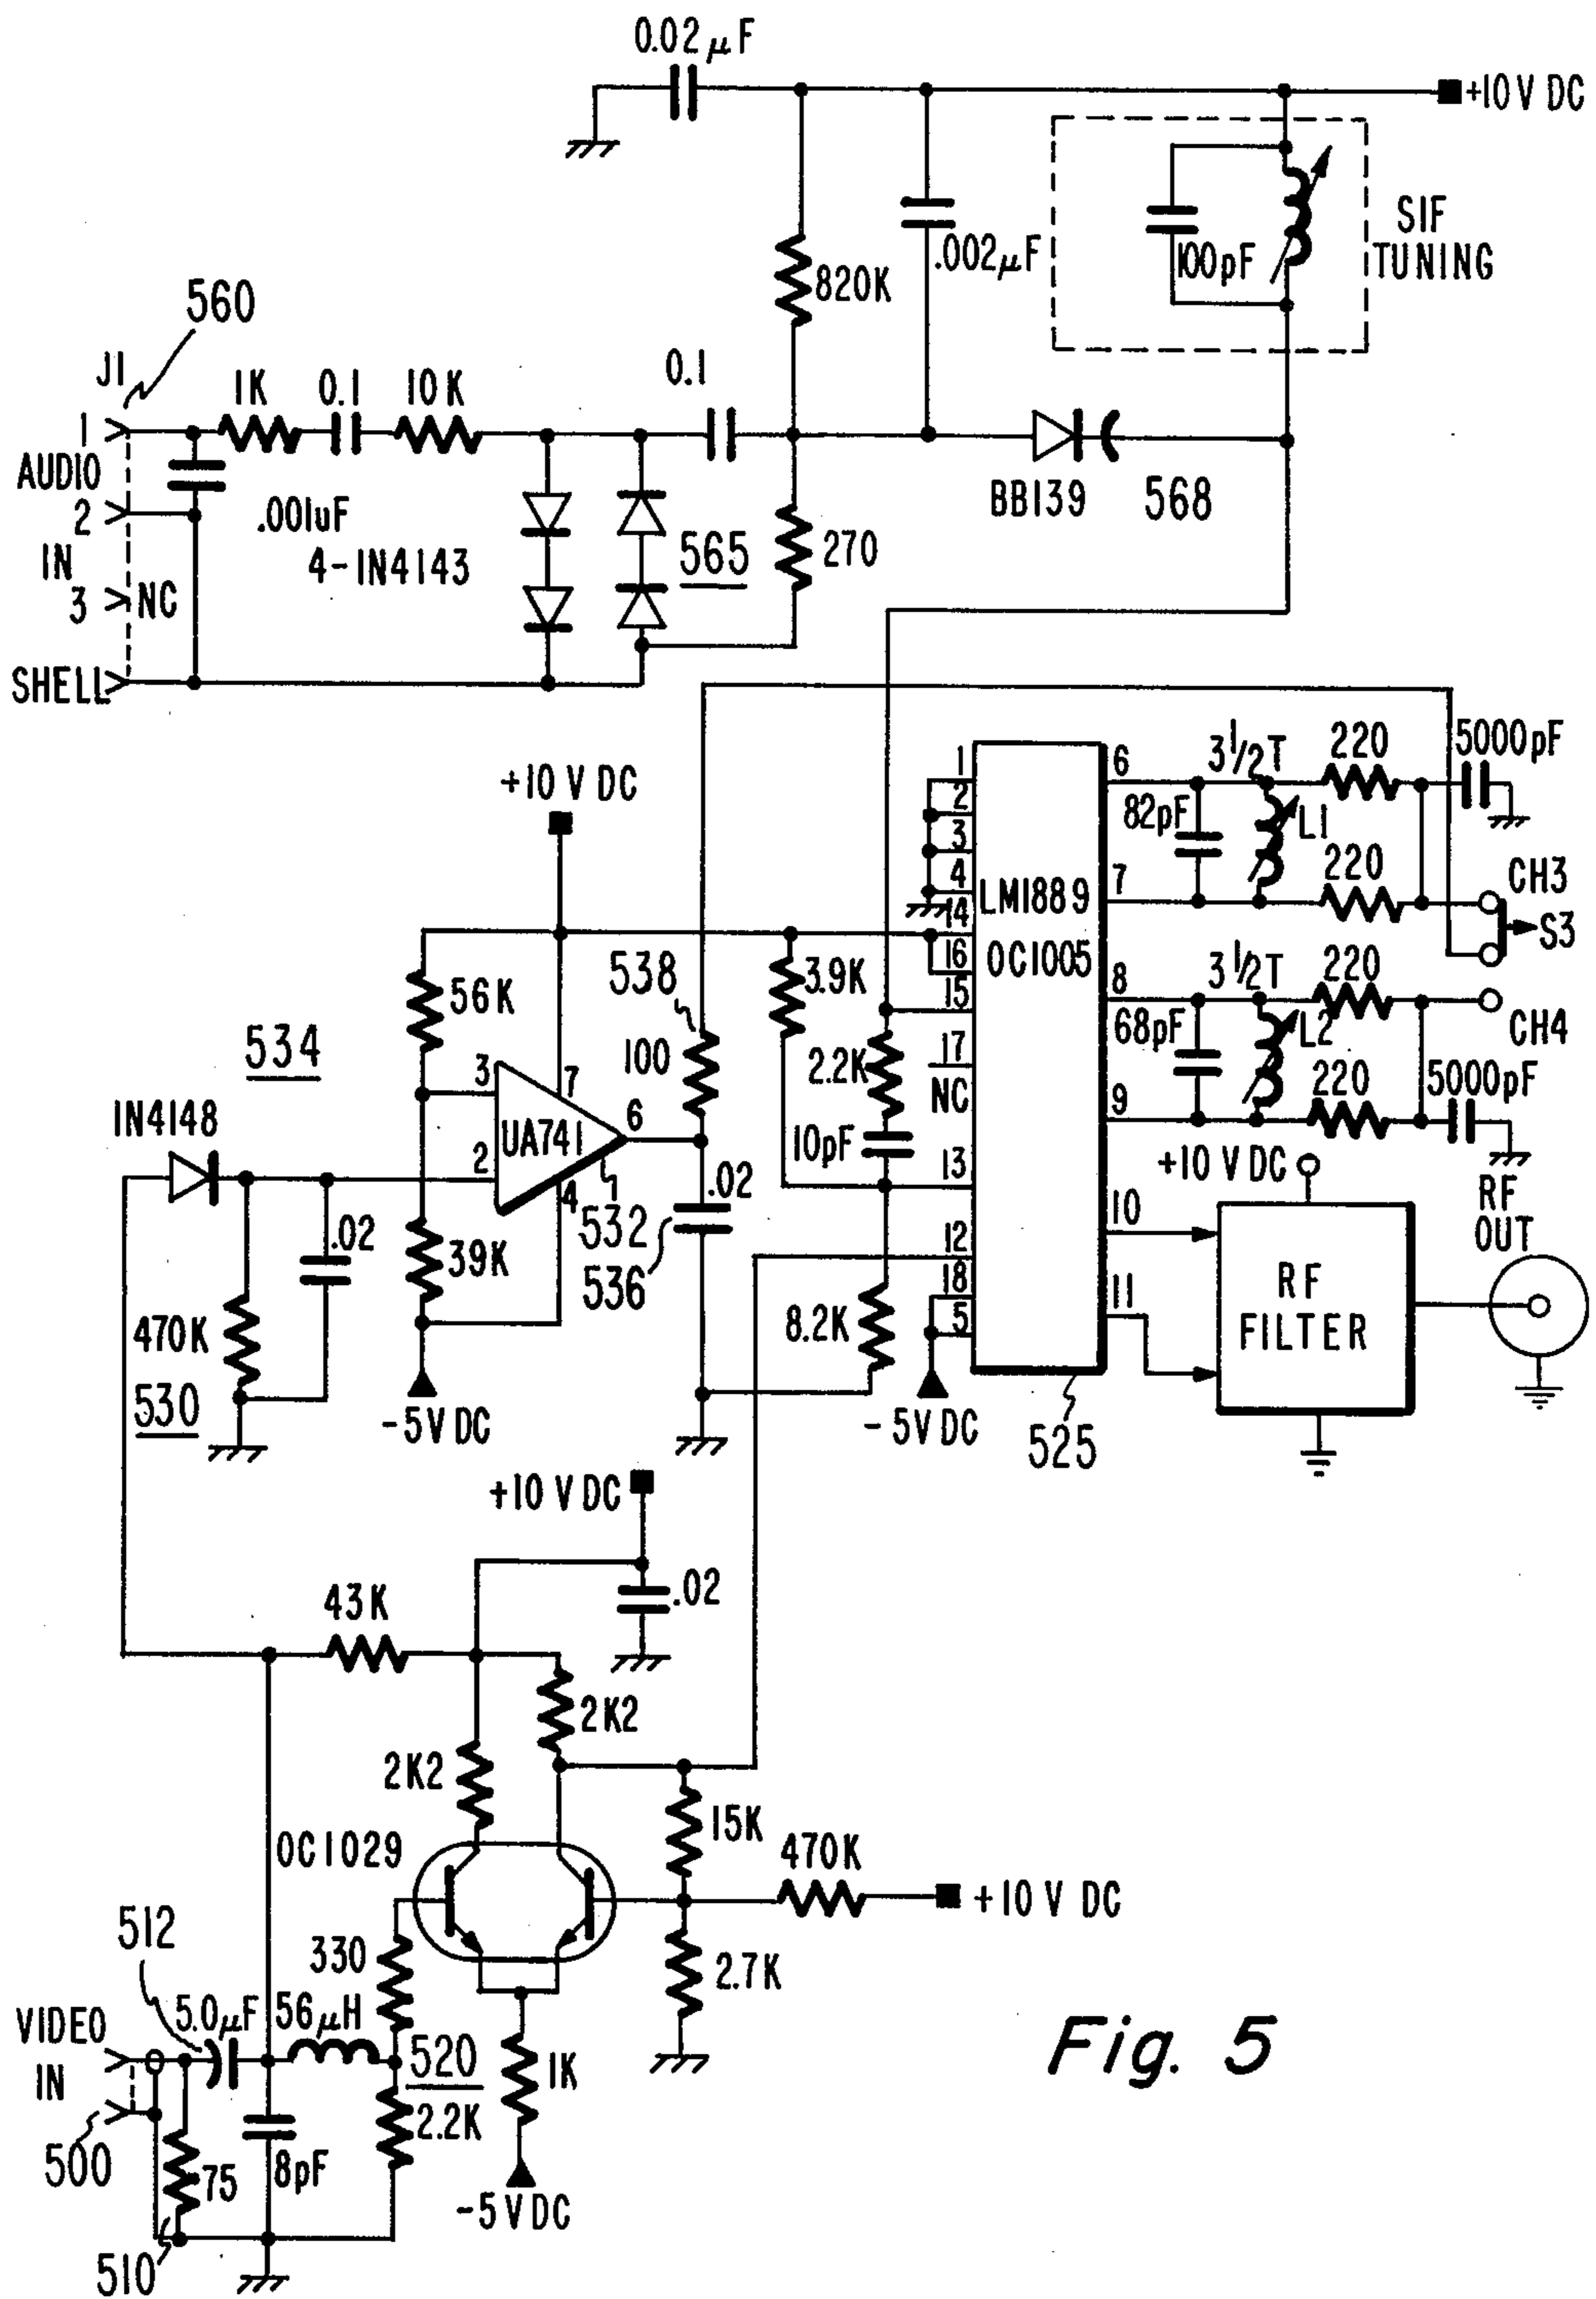 0.02 μF
+10 V DC
.002μF
100pF
SIF
TUNING
820K
560
J1
1K
0.1
10K
0.1
1
AUDIO
2
IN
3
NC
SHELL
.001uF
4-1N4143
565
270
BB139
568
+10 V DC
1
2
3
4
14
16
15
17
NC
13
12
18
5
LM1889
OC1005
6
7
8
9
10
11
3 1/2 T
220
5000pF
82pF
L1
220
CH3
S3
3 1/2 T
220
68pF
L2
CH4
220
5000pF
+10 V DC
RF
OUT
RF
FILTER
538
56K
3.9K
100
2.2K
10pF
534
1N4148
3
7
2
UA741
6
4
532
.02
536
.02
39K
470K
530
8.2K
-5V DC
-5V DC
525
+10 V DC
.02
43K
2K2
2K2
OC1029
15K
470K
+10 V DC
512
330
2.7K
VIDEO
IN
5.0μF
56μH
520
1K
2.2K
500
75
8pF
-5V DC
510
Fig. 5